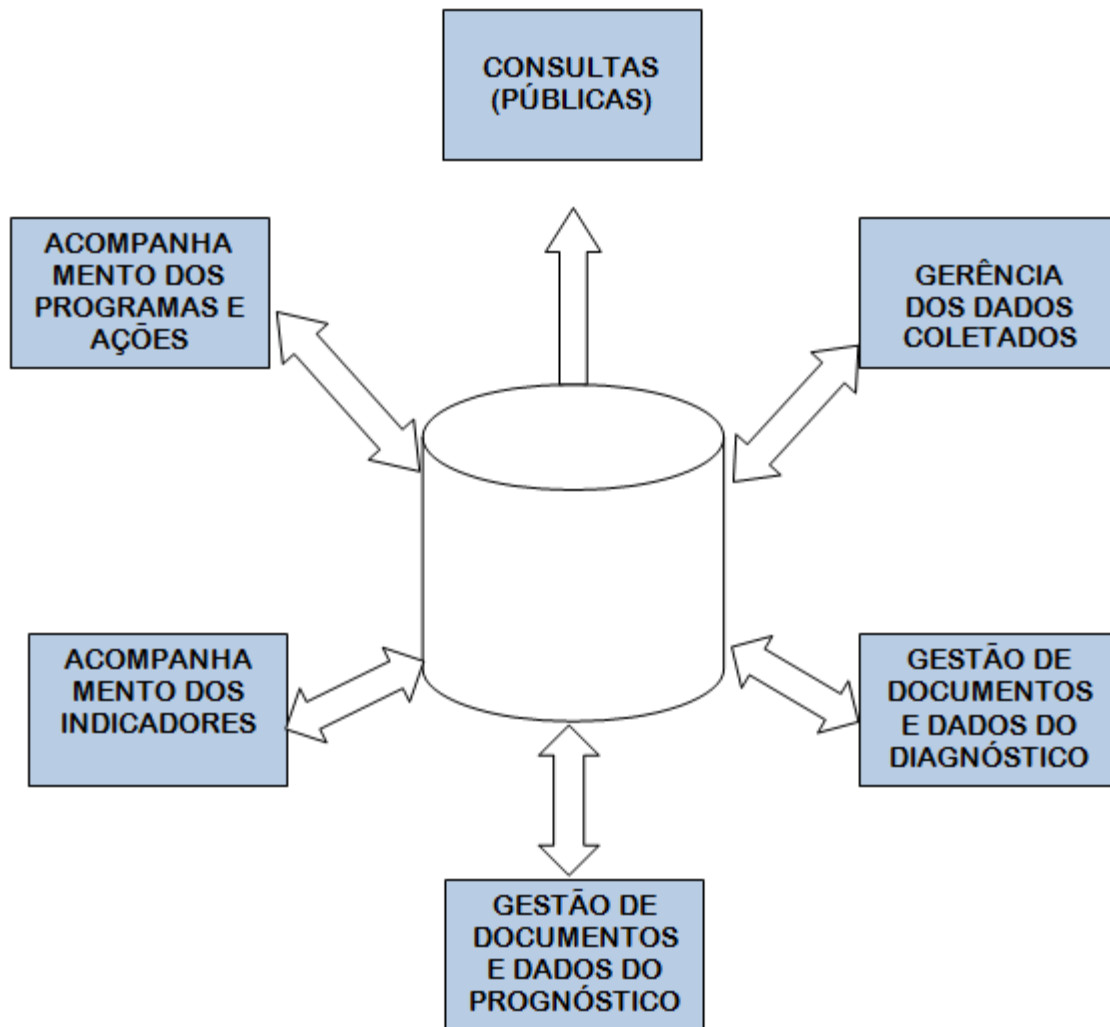 CONSULTAS
(PÚBLICAS)
ACOMPANHA
MENTO DOS
PROGRAMAS E
AÇÕES
GERÊNCIA
DOS DADOS
COLETADOS
ACOMPANHA
MENTO DOS
INDICADORES
GESTÃO DE
DOCUMENTOS
E DADOS DO
DIAGNÓSTICO
GESTÃO DE
DOCUMENTOS
E DADOS DO
PROGNÓSTICO